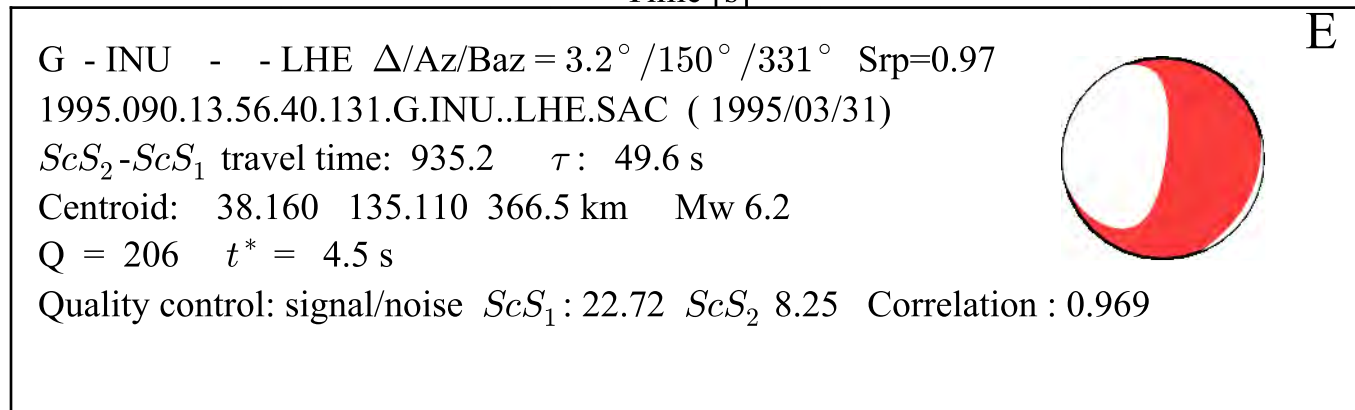 Time [s]
E
G - INU - - LHE Δ/Az/Baz = 3.2° /150° /331° Srp=0.97
1995.090.13.56.40.131.G.INU..LHE.SAC ( 1995/03/31)
ScS₂-ScS₁ travel time: 935.2 τ : 49.6 s
Centroid: 38.160 135.110 366.5 km Mw 6.2
Q = 206 t* = 4.5 s
Quality control: signal/noise ScS₁ : 22.72 ScS₂ 8.25 Correlation : 0.969